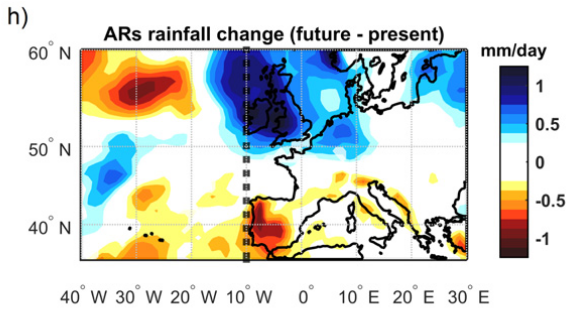 h)
ARs rainfall change (future - present)
mm/day
60° N
50° N
40° N
1
0.5
0
-0.5
-1
40° W 30° W 20° W 10° W 0° 10° E 20° E 30° E